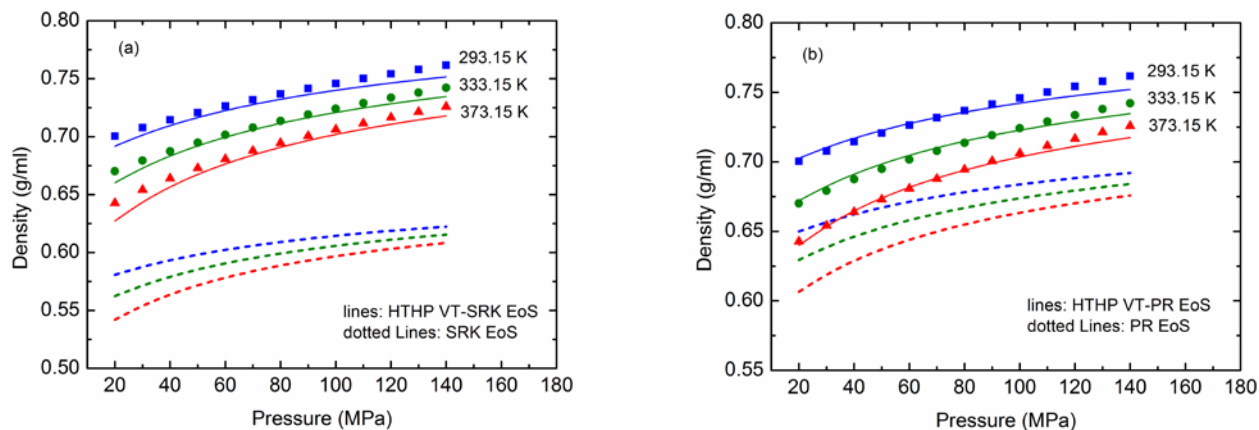 (a)
293.15 K
333.15 K
373.15 K
lines: HTHP VT-SRK EoS
dotted Lines: SRK EoS
Density (g/ml)
0.80
0.75
0.70
0.65
0.60
0.55
0.50
20 40 60 80 100 120 140 160 180
Pressure (MPa)
(b)
293.15 K
333.15 K
373.15 K
lines: HTHP VT-PR EoS
dotted Lines: PR EoS
Density (g/ml)
0.80
0.75
0.70
0.65
0.60
0.55
20 40 60 80 100 120 140 160 180
Pressure (MPa)